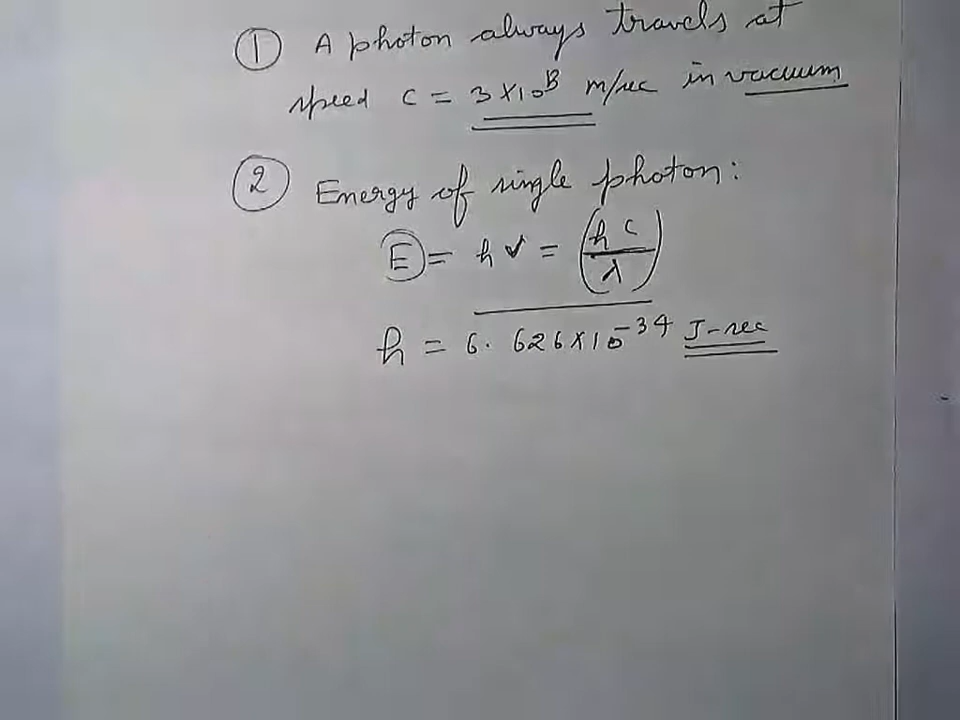 ① A photon always travels at
speed c = 3×10⁸ m/sec in vacuum
② Energy of single photon:
E = hν = (hc/λ)
h = 6.626×10⁻³⁴ J-sec